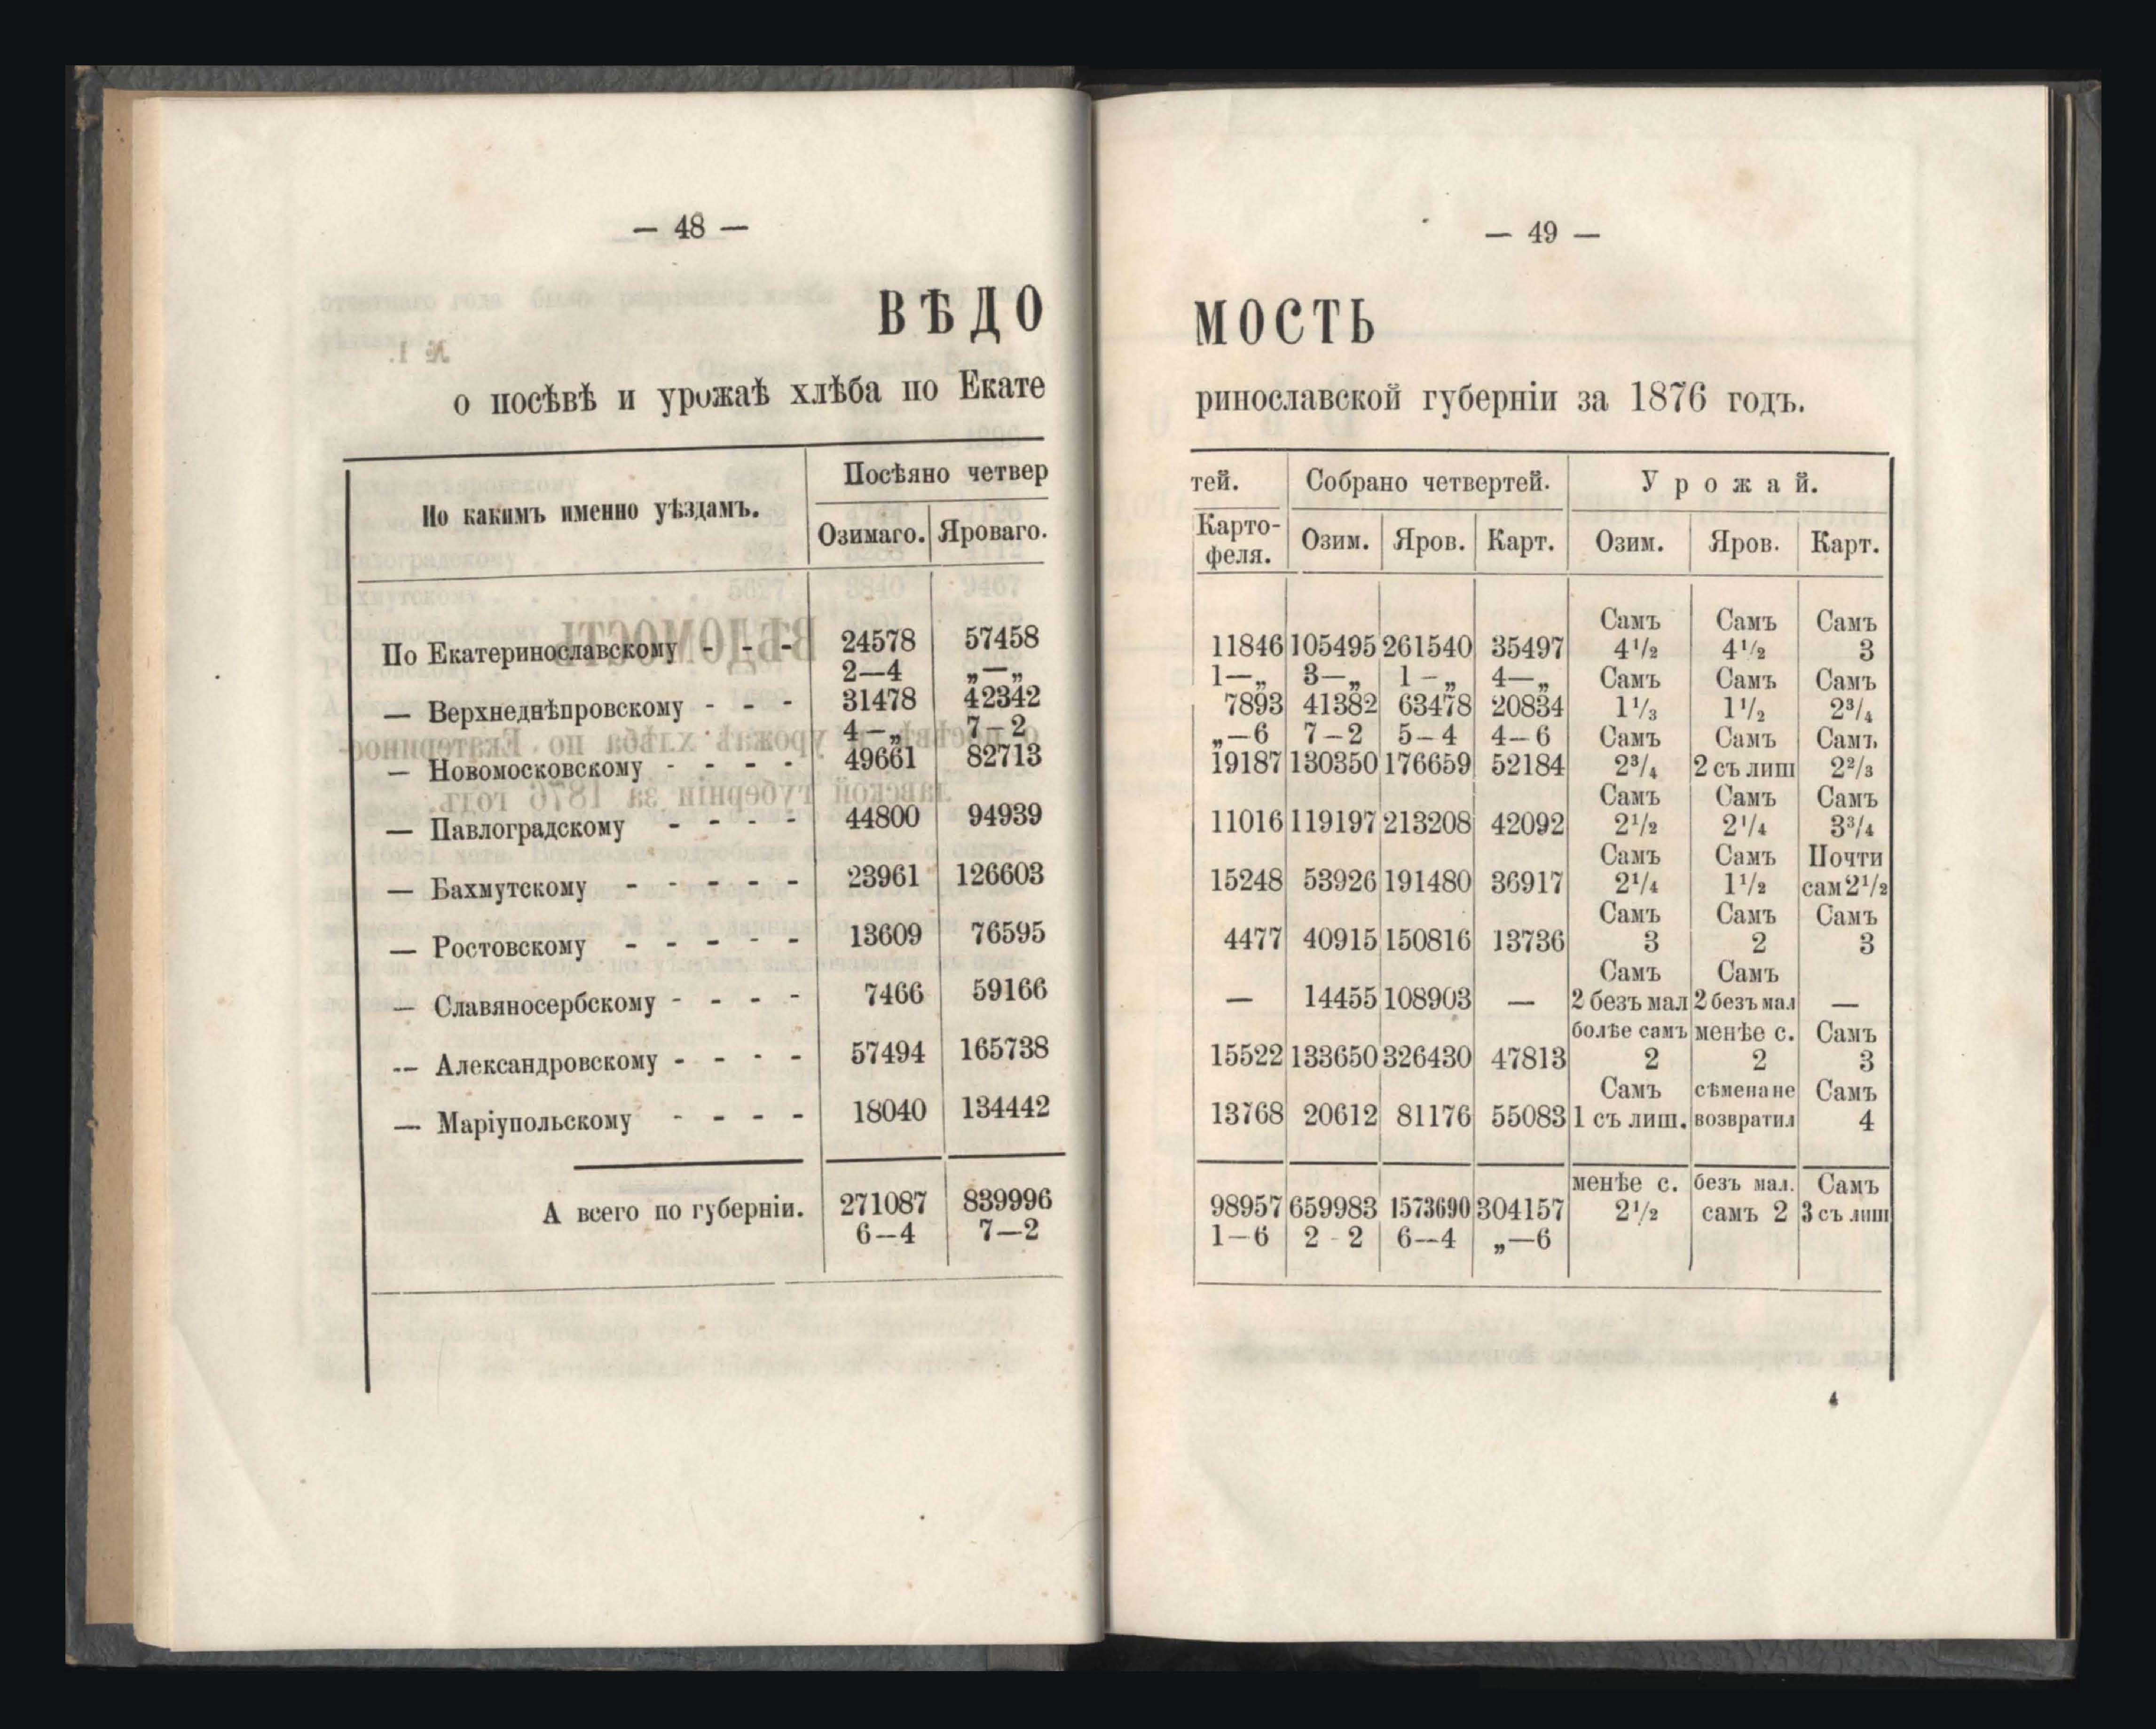 — 48 —
ВѢДО
о посѣвѣ и урожаѣ хлѣба по Екате
По какимъ именно уѣздамъ.
Посѣяно четвер
Озимаго. Яроваго.
По Екатеринославскому - - - 24578 57458
2—4 „—„
— Верхнеднѣпровскому - - - 31478 42342
4—„ 7—2
— Новомосковскому - - - - 49661 82713
— Павлоградскому - - - - 44800 94939
— Бахмутскому - - - - - 23961 126603
— Ростовскому - - - - - 13609 76595
— Славяносербскому - - - - 7466 59166
-- Александровскому - - - - 57494 165738
— Маріупольскому - - - - 18040 134442
А всего по губерніи. 271087 839996
6—4 7—2
— 49 —
МОСТЬ
ринославской губерніи за 1876 годъ.
тей. Собрано четвертей. Урожай.
Карто-
феля. Озим. Яров. Карт. Озим. Яров. Карт.
Самъ Самъ Самъ
11846 105495 261540 35497 4¹/₂ 4¹/₂ 3
1—„ 3—„ 1-„ 4—„ Самъ Самъ Самъ
7893 41382 63478 20834 1¹/₃ 1¹/₂ 2³/₄
„—6 7—2 5—4 4—6 Самъ Самъ Самъ
19187 130350 176659 52184 2³/₄ 2 съ лиш 2²/₃
Самъ Самъ Самъ
11016 119197 213208 42092 2¹/₂ 2¹/₄ 3³/₄
Самъ Самъ Почти
15248 53926 191480 36917 2¹/₄ 1¹/₂ сам 2¹/₂
Самъ Самъ Самъ
4477 40915 150816 13736 3 2 3
Самъ Самъ
— 14455 108903 — 2 безъ мал 2 безъ мал —
болѣе самъ менѣе с. Самъ
15522 133650 326430 47813 2 2 3
Самъ сѣмена не Самъ
13768 20612 81176 55083 1 съ лиш. возвратил 4
менѣе с. безъ мал. Самъ
98957 659983 1573690 304157 2¹/₂ самъ 2 3 съ лиш
1—6 2-2 6—4 „—6
4